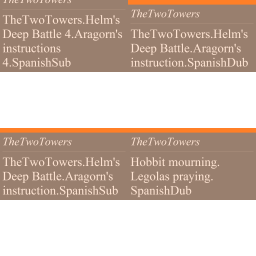 TheTwoTowers
TheTwoTowers.Helm's
Deep Battle 4.Aragorn's
instructions
4.SpanishSub
TheTwoTowers
TheTwoTowers.Helm's
Deep Battle.Aragorn's
instruction.SpanishDub
TheTwoTowers
TheTwoTowers.Helm's
Deep Battle.Aragorn's
instruction.SpanishSub
TheTwoTowers
Hobbit mourning.
Legolas praying.
SpanishDub